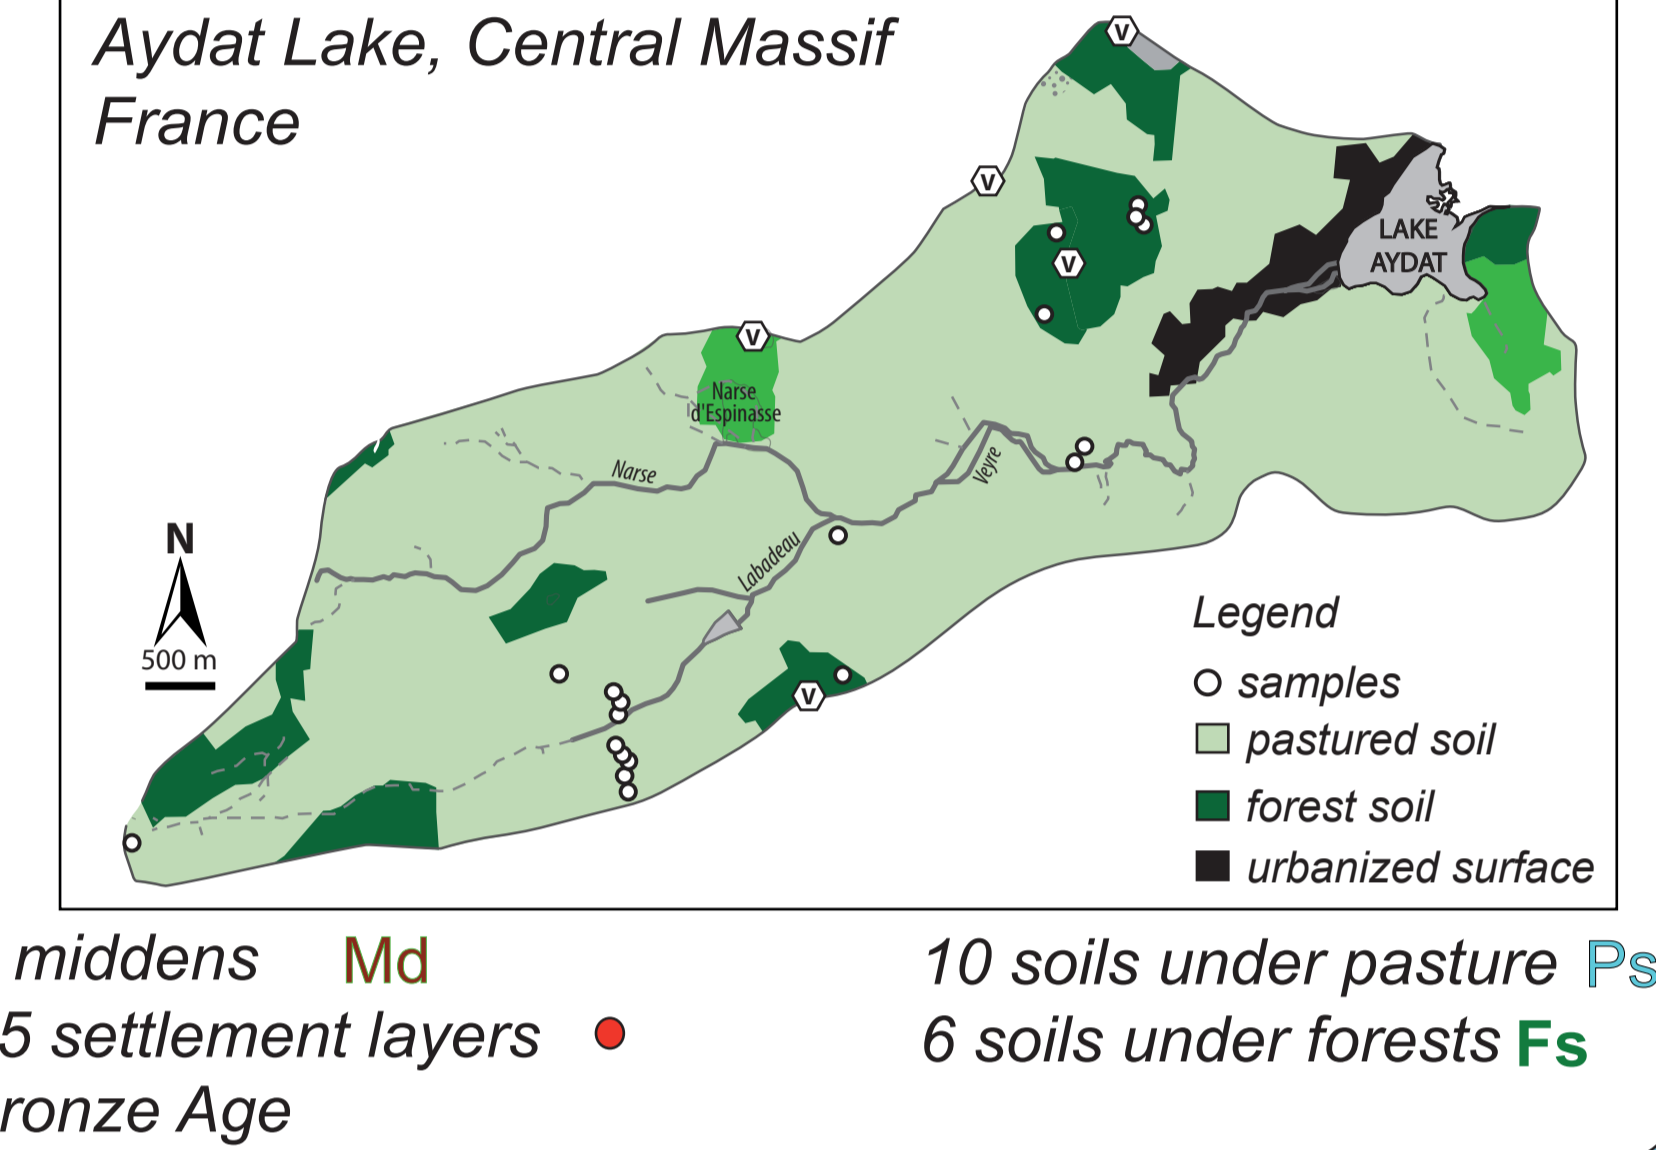 Aydat Lake, Central Massif
France
V
V
LAKE
AYDAT
V
V
Narse
d'Espinasse
Narse
Veyre
Labadeau
N
500 m
V
Legend
samples
pastured soil
forest soil
urbanized surface
middens Md
5 settlement layers
ronze Age
10 soils under pasture Ps
6 soils under forests Fs